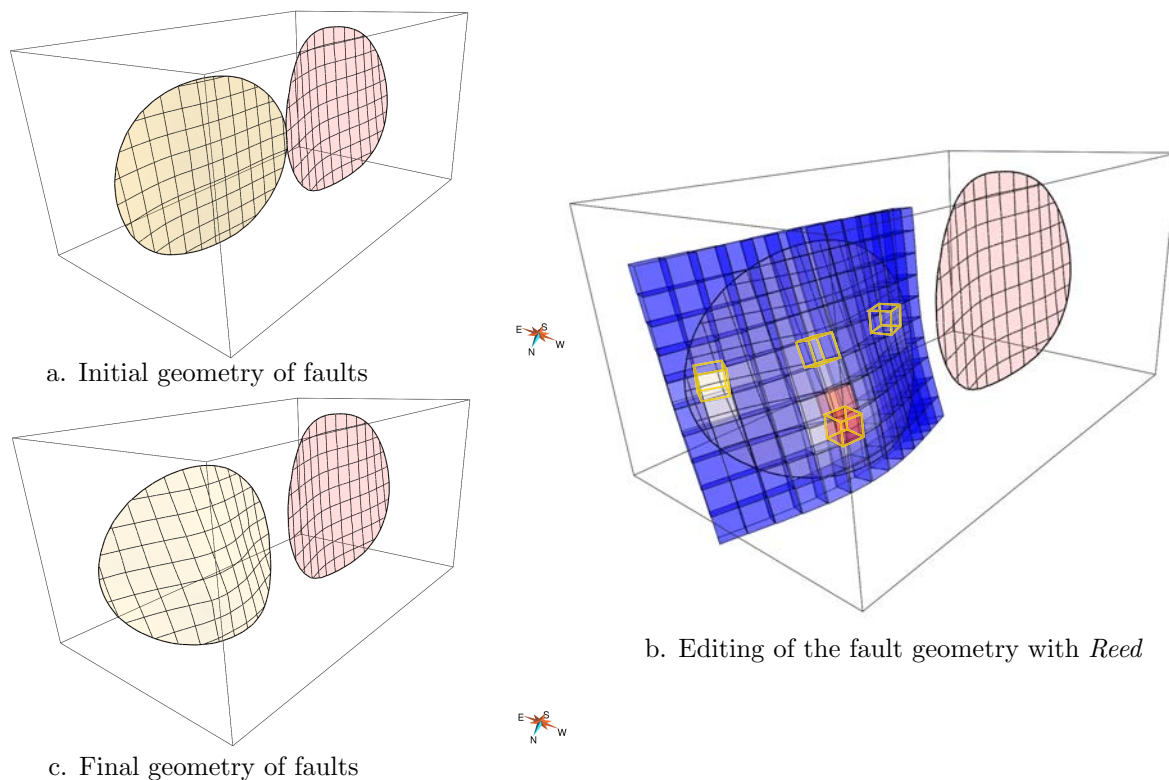 E S
N W
a. Initial geometry of faults
b. Editing of the fault geometry with Reed
E S
N W
c. Final geometry of faults